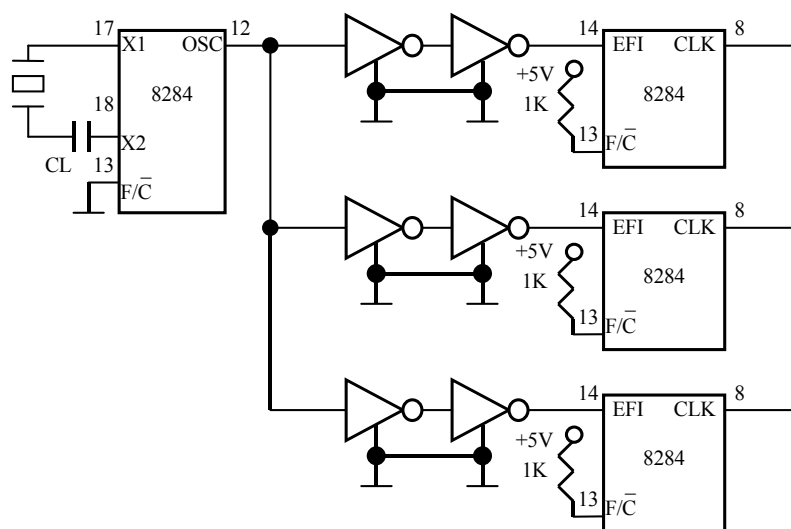 17 X1 OSC 12
8284
18 X2
CL
13 F/C̅
14 EFI CLK 8
+5V
1K
8284
13 F/C̅
14 EFI CLK 8
+5V
1K
8284
13 F/C̅
14 EFI CLK 8
+5V
1K
8284
13 F/C̅